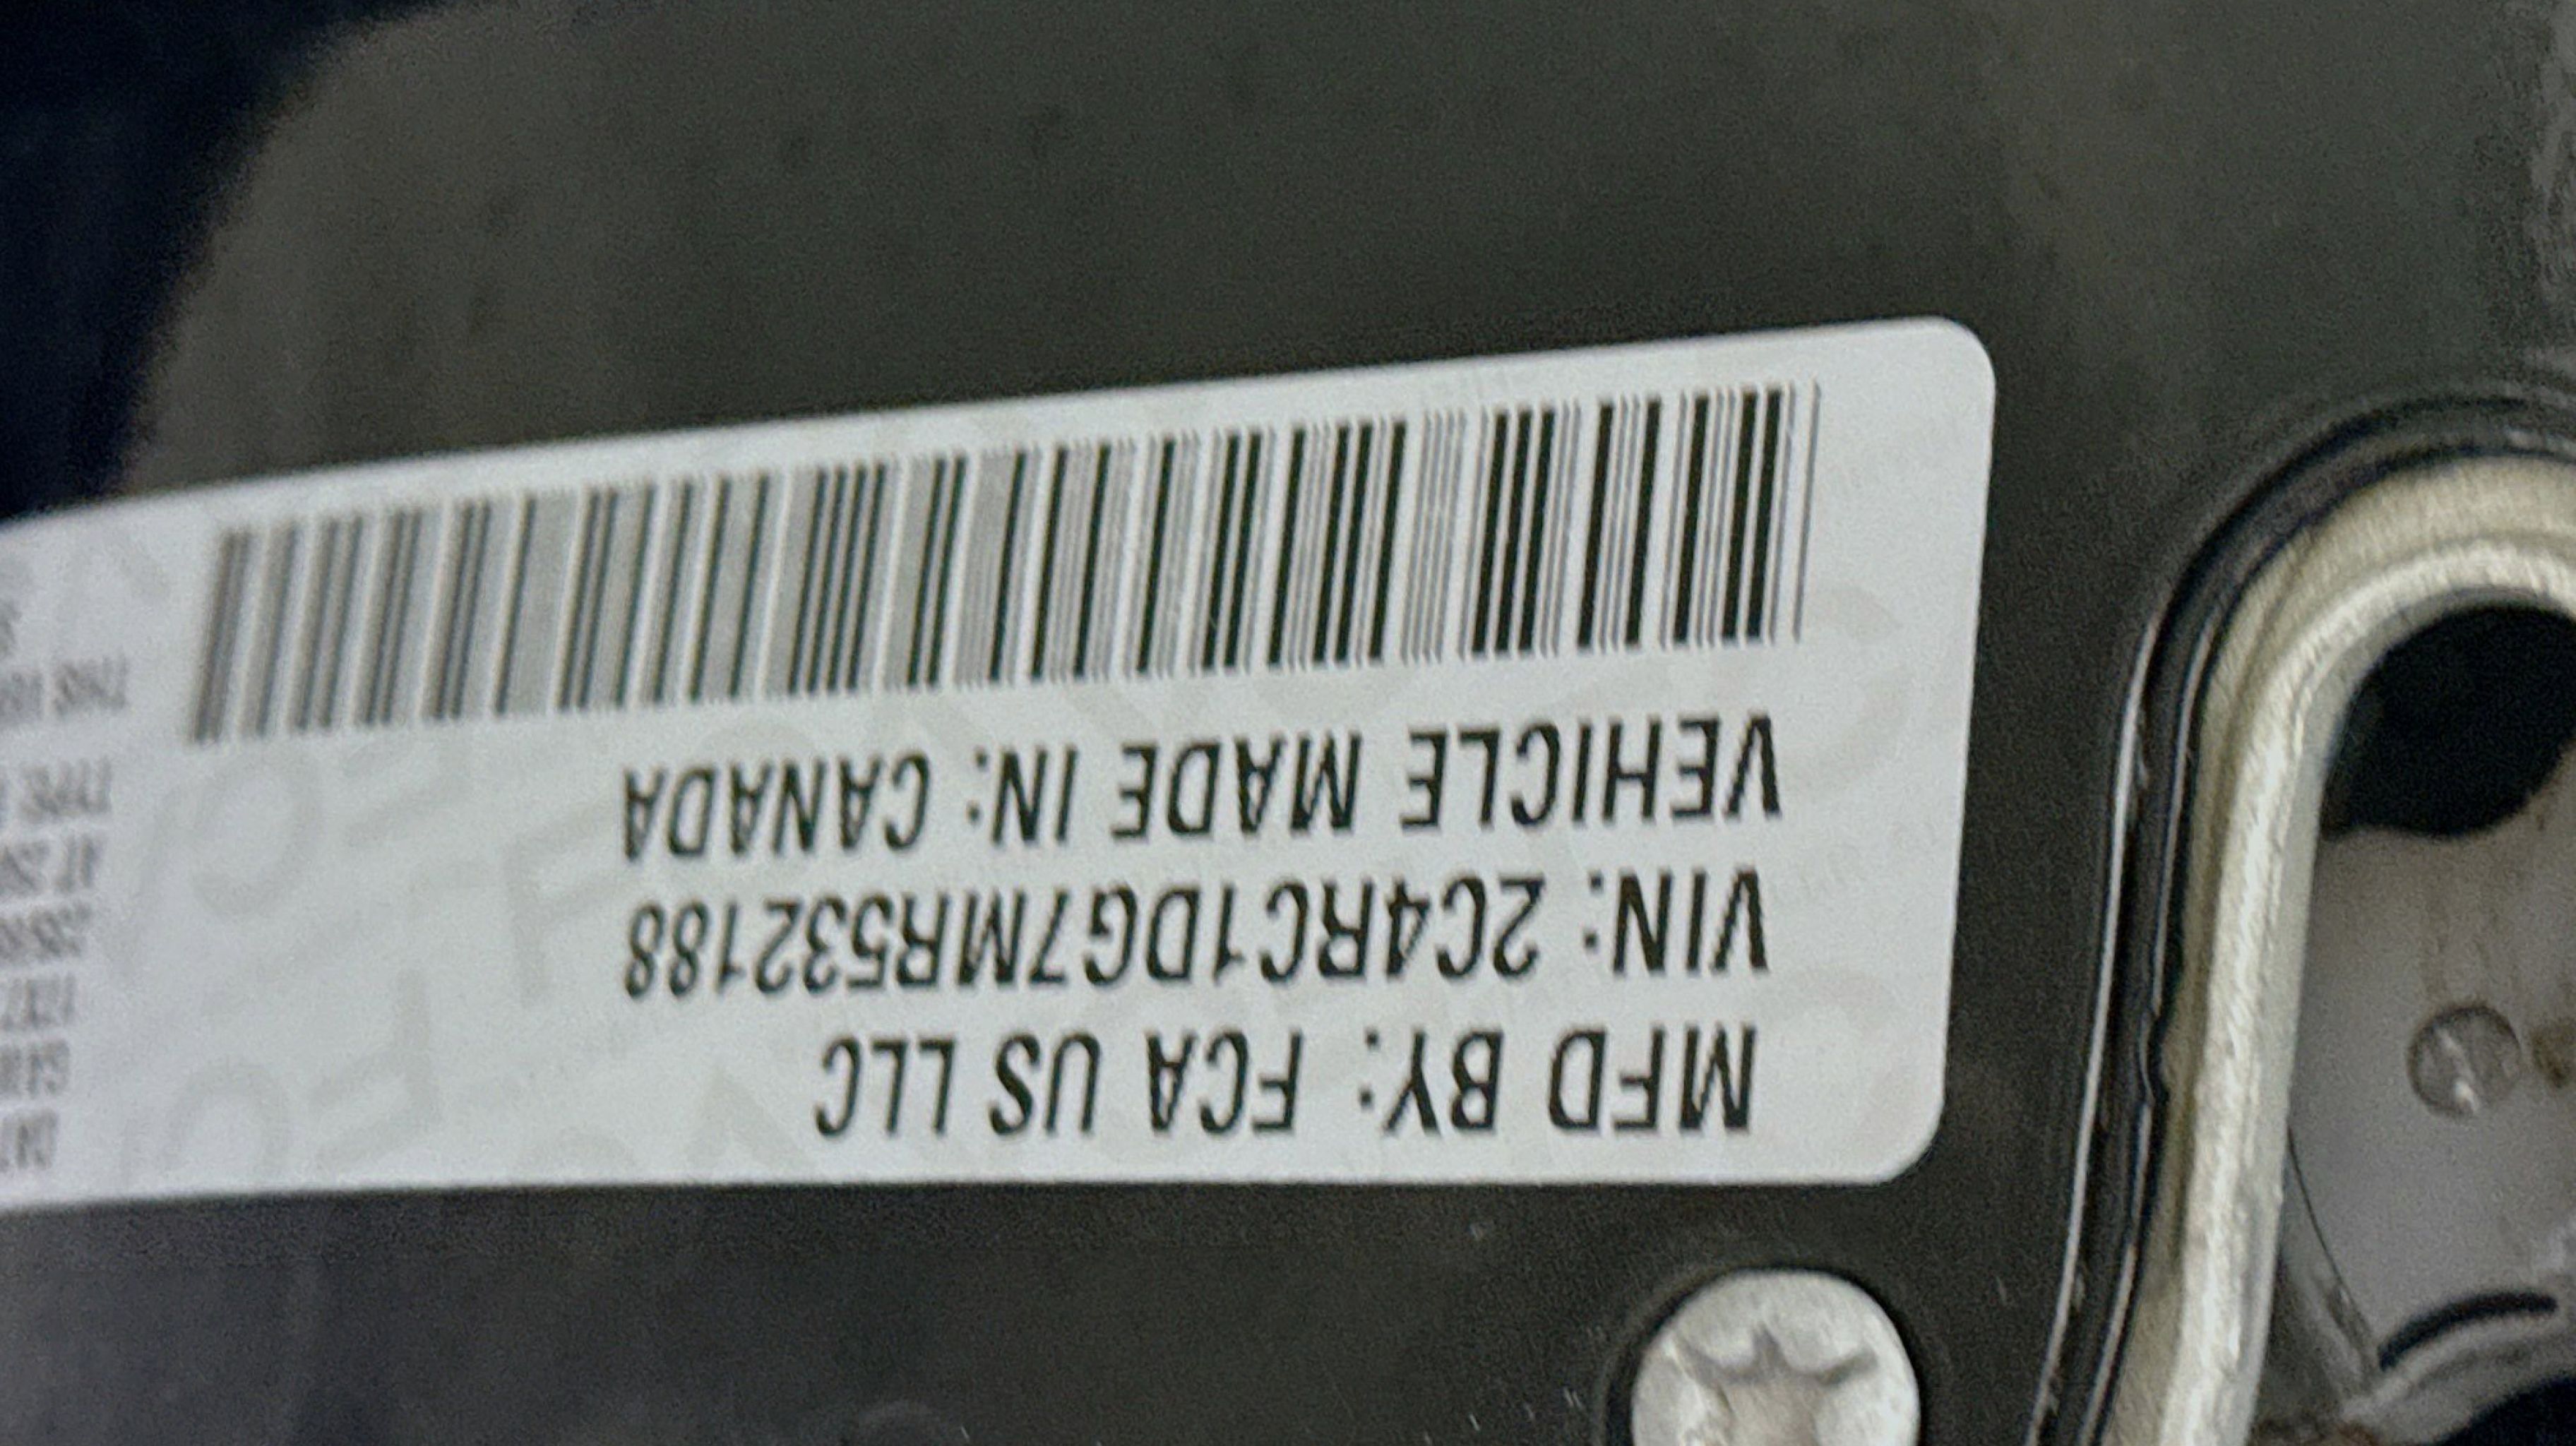 MFD BY: FCA US LLC
VIN: 2C4RC1DG7MR532188
VEHICLE MADE IN: CANADA